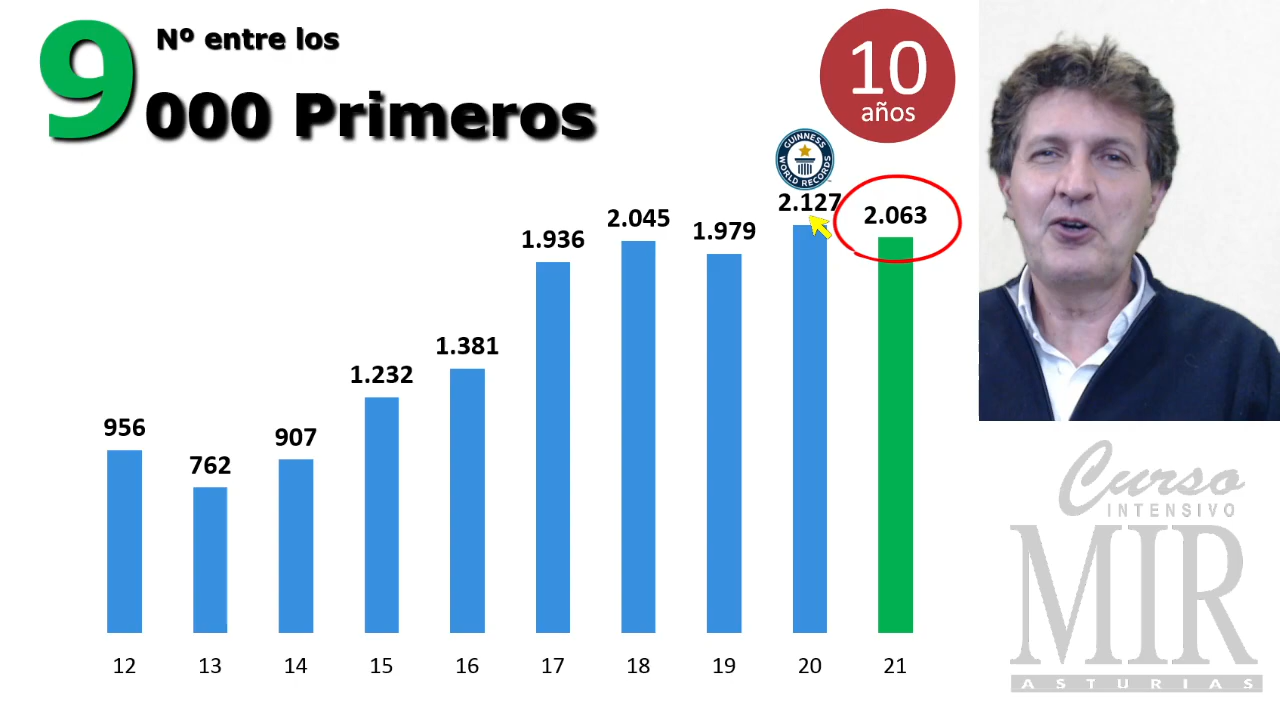 9
Nº entre los
000 Primeros
10
años
GUINNESS
WORLD RECORDS
956
762
907
1.232
1.381
1.936
2.045
1.979
2.127
2.063
12
13
14
15
16
17
18
19
20
21
Curso
INTENSIVO
MIR
ASTURIAS